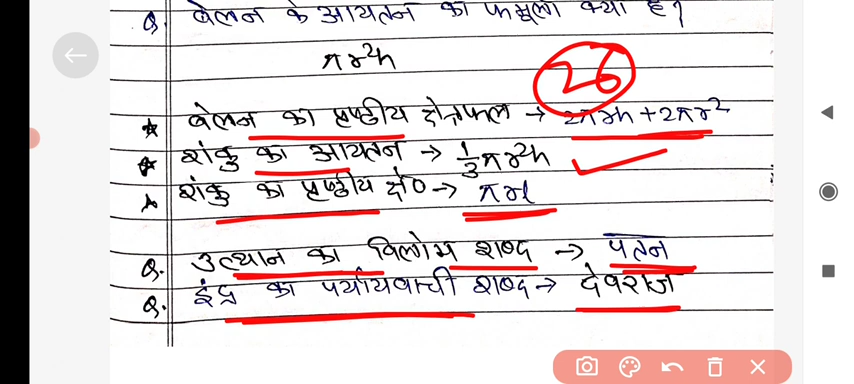 Q. बेलन के आयतन का फार्मूला क्या है?
πr²h
26
* बेलन का पृष्ठीय क्षेत्रफल → 2πrh + 2πr²
* शंकु का आयतन → 1/3 πr²h
* शंकु का पृष्ठीय क्षे० → πrl
Q. उत्थान का विलोम शब्द → पतन
Q. इंद्र का पर्यायवाची शब्द → देवराज